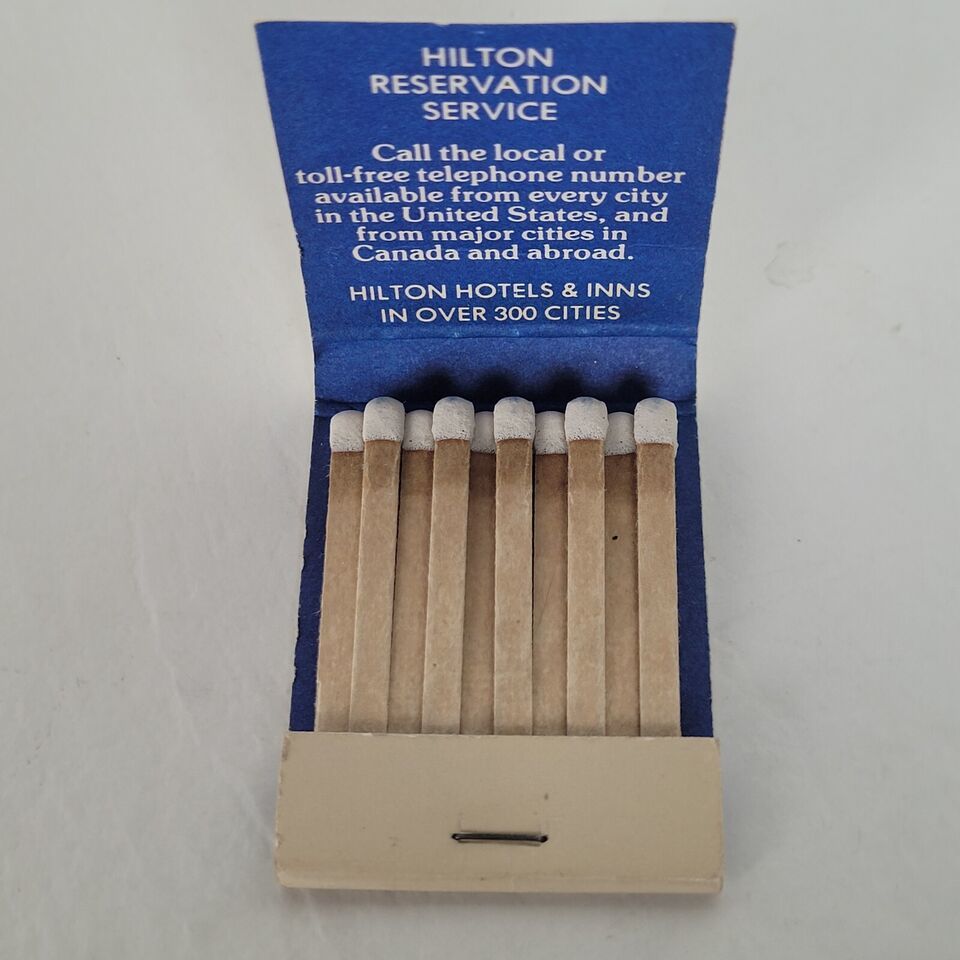 HILTON
RESERVATION
SERVICE
Call the local or
toll-free telephone number
available from every city
in the United States, and
from major cities in
Canada and abroad.
HILTON HOTELS & INNS
IN OVER 300 CITIES